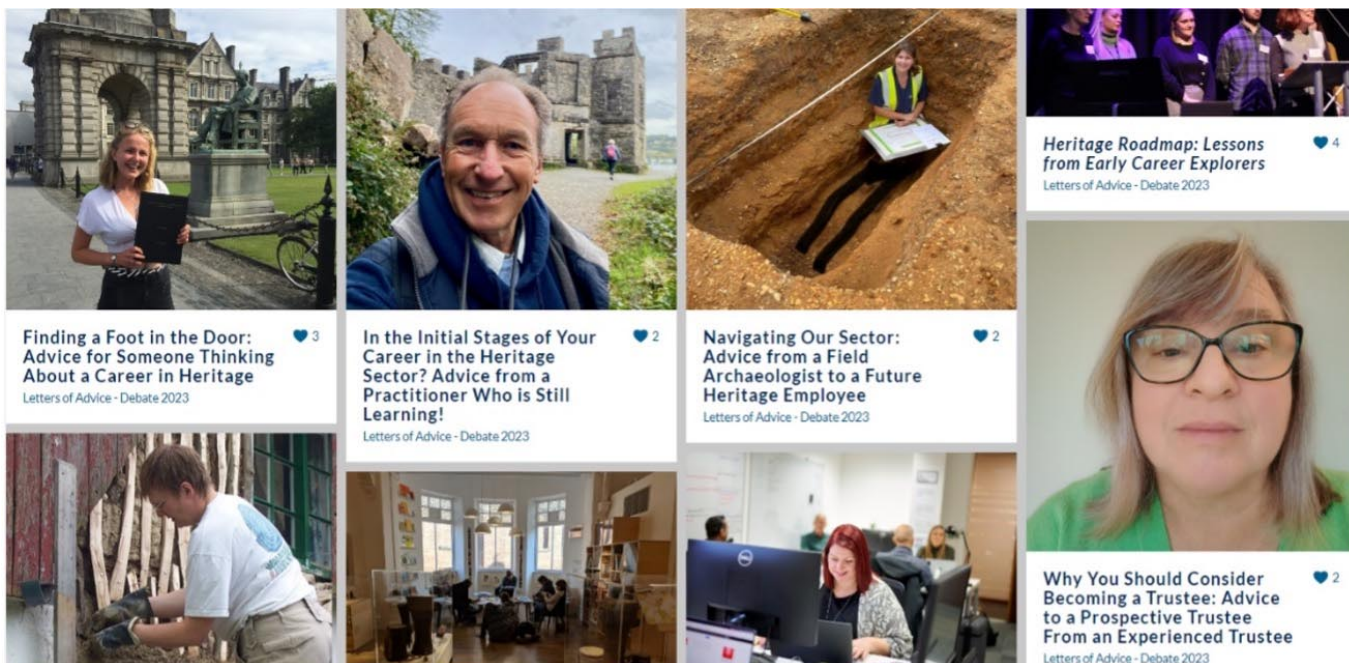 Finding a Foot in the Door:
Advice for Someone Thinking
About a Career in Heritage
3
Letters of Advice - Debate 2023
In the Initial Stages of Your
Career in the Heritage
Sector? Advice from a
Practitioner Who is Still
Learning!
2
Letters of Advice - Debate 2023
Navigating Our Sector:
Advice from a Field
Archaeologist to a Future
Heritage Employee
2
Letters of Advice - Debate 2023
DELL
Heritage Roadmap: Lessons
from Early Career Explorers
4
Letters of Advice - Debate 2023
Why You Should Consider
Becoming a Trustee: Advice
to a Prospective Trustee
From an Experienced Trustee
2
Letters of Advice - Debate 2023